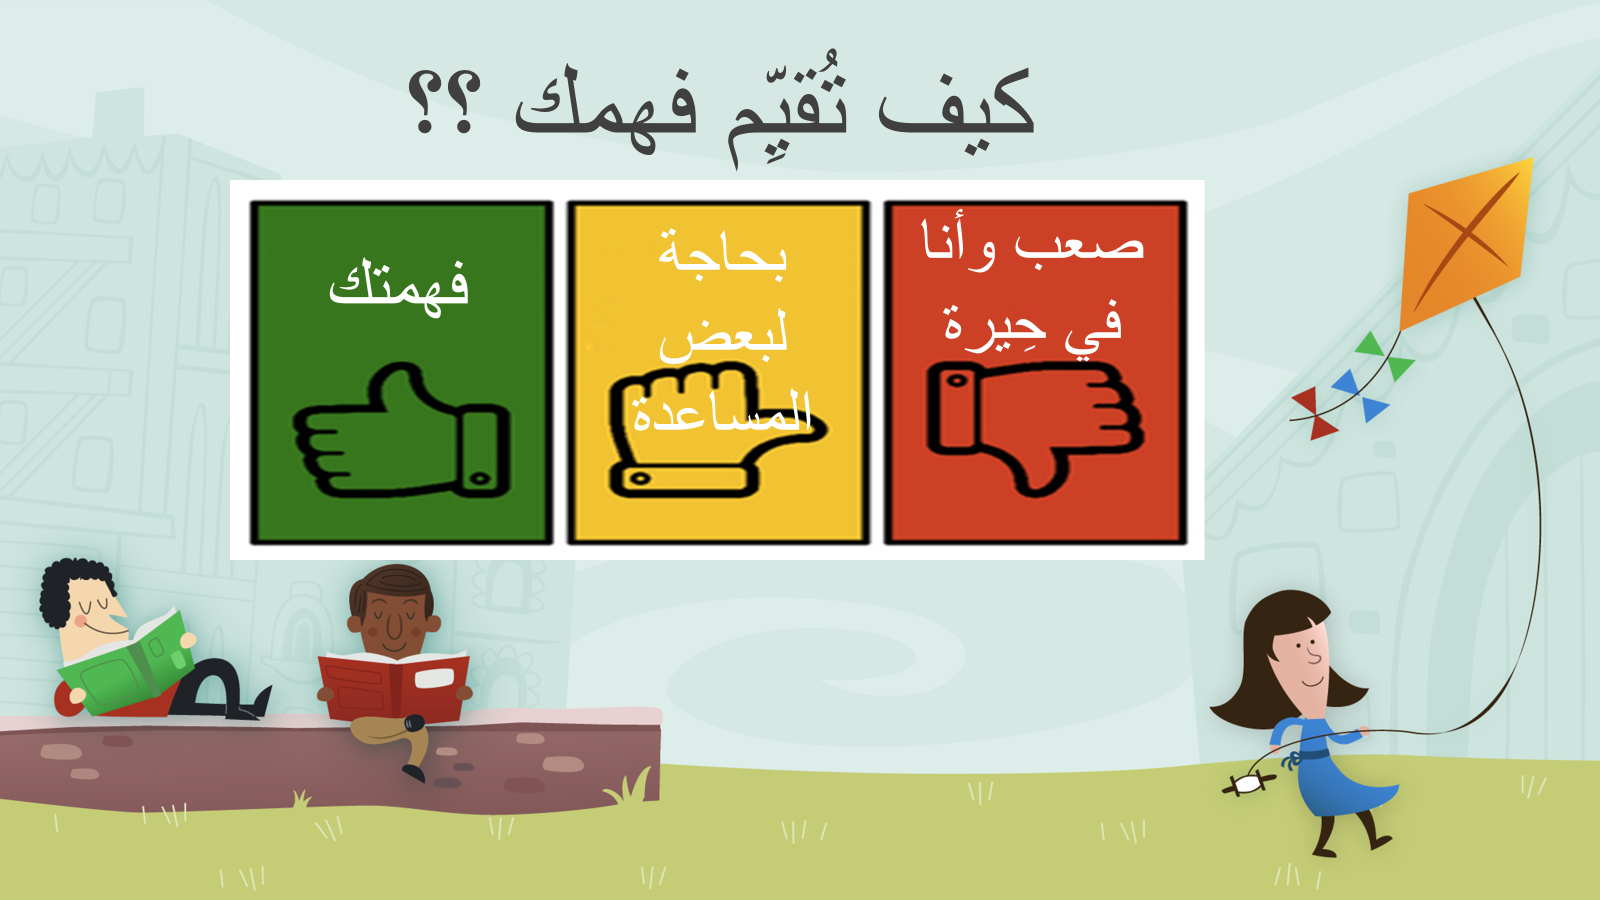 كيف تُقيِّم فهمك ؟؟
صعب وأنا
في حِيرة
بحاجة
لبعض
المساعدة
فهمتك